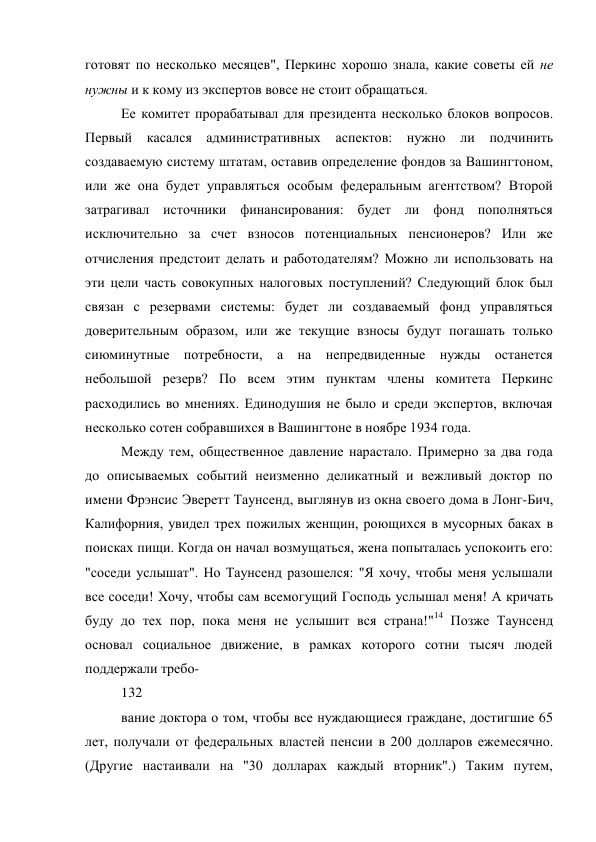 готовят по несколько месяцев", Перкинс хорошо знала, какие советы ей не
нужны и к кому из экспертов вовсе не стоит обращаться.
Ее комитет прорабатывал для президента несколько блоков вопросов.
Первый касался административных аспектов: нужно ли подчинить
создаваемую систему штатам, оставив определение фондов за Вашингтоном,
или же она будет управляться особым федеральным агентством? Второй
затрагивал источники финансирования: будет ли фонд пополняться
исключительно за счет взносов потенциальных пенсионеров? Или же
отчисления предстоит делать и работодателям? Можно ли использовать на
эти цели часть совокупных налоговых поступлений? Следующий блок был
связан с резервами системы: будет ли создаваемый фонд управляться
доверительным образом, или же текущие взносы будут погашать только
сиюминутные потребности, а на непредвиденные нужды останется
небольшой резерв? По всем этим пунктам члены комитета Перкинс
расходились во мнениях. Единодушия не было и среди экспертов, включая
несколько сотен собравшихся в Вашингтоне в ноябре 1934 года.
Между тем, общественное давление нарастало. Примерно за два года
до описываемых событий неизменно деликатный и вежливый доктор по
имени Фрэнсис Эверетт Таунсенд, выглянув из окна своего дома в Лонг-Бич,
Калифорния, увидел трех пожилых женщин, роющихся в мусорных баках в
поисках пищи. Когда он начал возмущаться, жена попыталась успокоить его:
"соседи услышат". Но Таунсенд разошелся: "Я хочу, чтобы меня услышали
все соседи! Хочу, чтобы сам всемогущий Господь услышал меня! А кричать
буду до тех пор, пока меня не услышит вся страна!"14 Позже Таунсенд
основал социальное движение, в рамках которого сотни тысяч людей
поддержали требо-
132
вание доктора о том, чтобы все нуждающиеся граждане, достигшие 65
лет, получали от федеральных властей пенсии в 200 долларов ежемесячно.
(Другие настаивали на "30 долларах каждый вторник".) Таким путем,